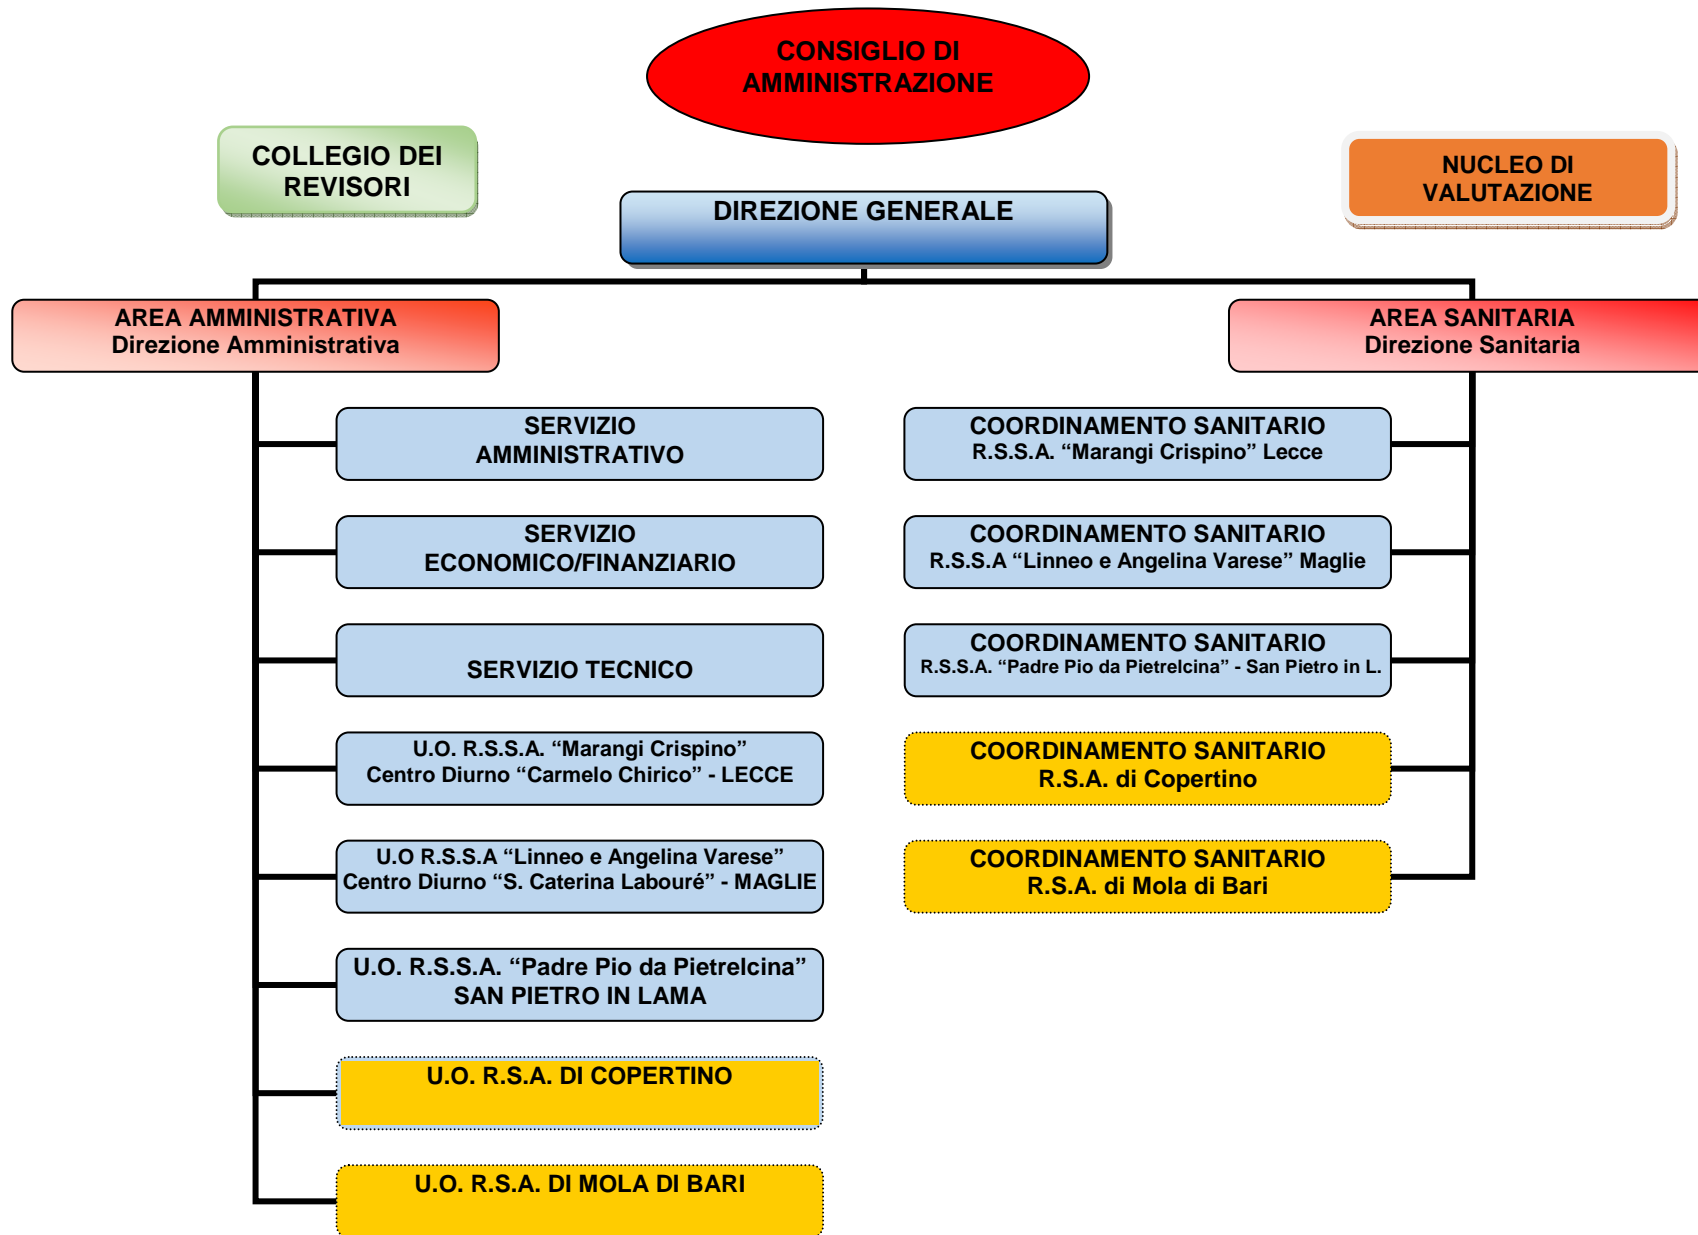 CONSIGLIO DI
AMMINISTRAZIONE
COLLEGIO DEI
REVISORI
NUCLEO DI
VALUTAZIONE
DIREZIONE GENERALE
AREA AMMINISTRATIVA
Direzione Amministrativa
AREA SANITARIA
Direzione Sanitaria
SERVIZIO
AMMINISTRATIVO
SERVIZIO
ECONOMICO/FINANZIARIO
SERVIZIO TECNICO
U.O. R.S.S.A. “Marangi Crispino”
Centro Diurno “Carmelo Chirico” - LECCE
U.O R.S.S.A “Linneo e Angelina Varese”
Centro Diurno “S. Caterina Labouré” - MAGLIE
U.O. R.S.S.A. “Padre Pio da Pietrelcina”
SAN PIETRO IN LAMA
U.O. R.S.A. DI COPERTINO
U.O. R.S.A. DI MOLA DI BARI
COORDINAMENTO SANITARIO
R.S.S.A. “Marangi Crispino” Lecce
COORDINAMENTO SANITARIO
R.S.S.A “Linneo e Angelina Varese” Maglie
COORDINAMENTO SANITARIO
R.S.S.A. “Padre Pio da Pietrelcina” - San Pietro in L.
COORDINAMENTO SANITARIO
R.S.A. di Copertino
COORDINAMENTO SANITARIO
R.S.A. di Mola di Bari